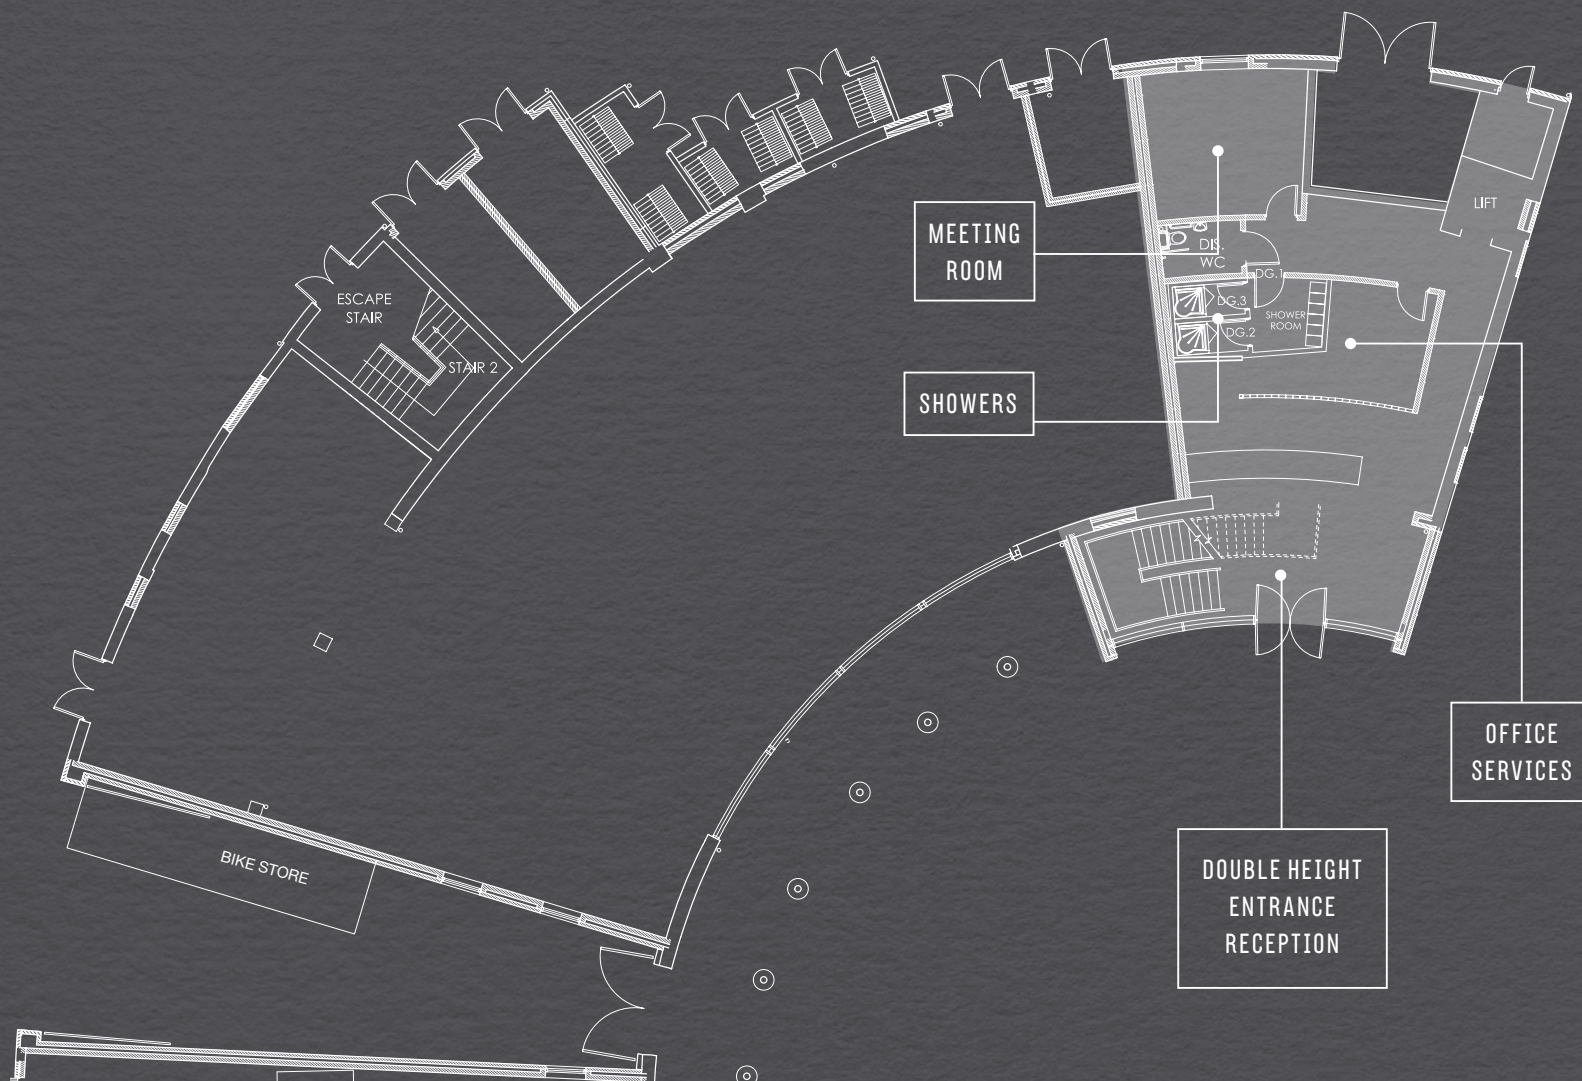 MEETING
ROOM
LIFT
DIS.
WC
DG.1
DG.3
SHOWER
ROOM
DG.2
ESCAPE
STAIR
STAIR 2
SHOWERS
OFFICE
SERVICES
BIKE STORE
DOUBLE HEIGHT
ENTRANCE
RECEPTION